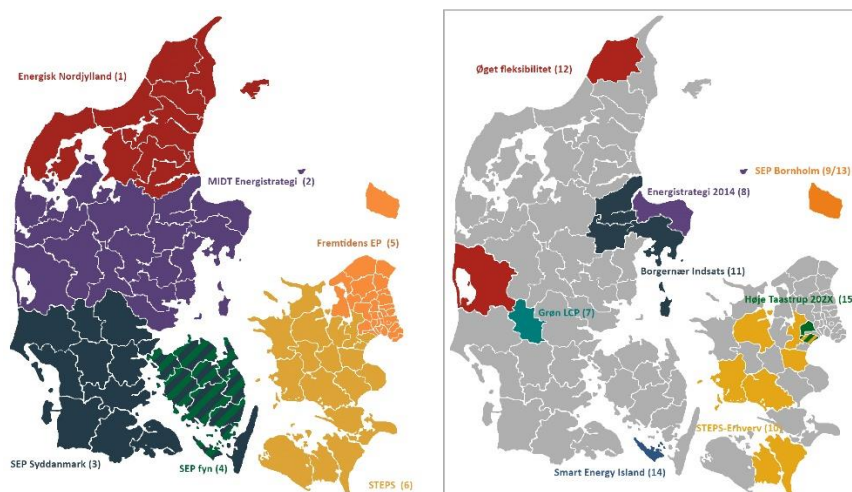 Energisk Nordjylland (1)
MIDT Energistrategi (2)
Fremtidens EP (5)
SEP Syddanmark (3)
SEP fyn (4)
STEPS (6)
Øget fleksibilitet (12)
SEP Bornholm (9/13)
Energistrategi 2014 (8)
Borgernær Indsats (11)
Høje Taastrup 202X (15
Grøn LCP (7)
STEPS-Erhverv (10)
Smart Energy Island (14)